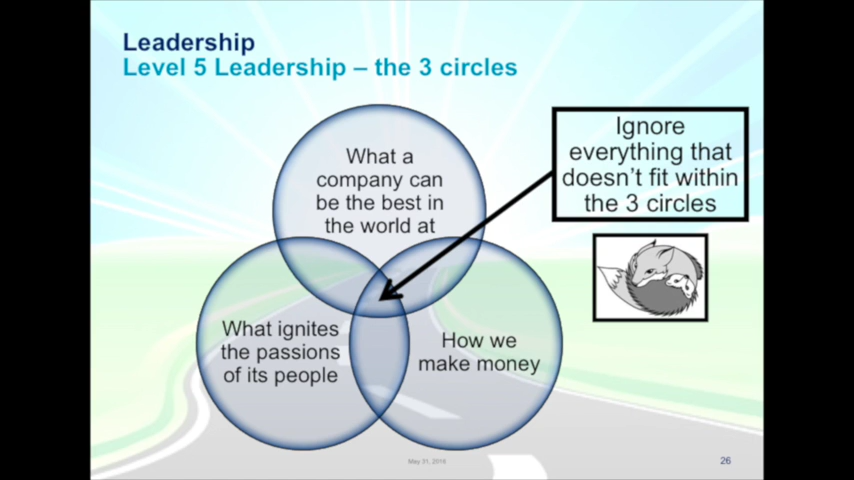 Leadership
Level 5 Leadership – the 3 circles
What a
company can
be the best in
the world at
Ignore
everything that
doesn't fit within
the 3 circles
What ignites
the passions
of its people
How we
make money
May 31, 2016
26